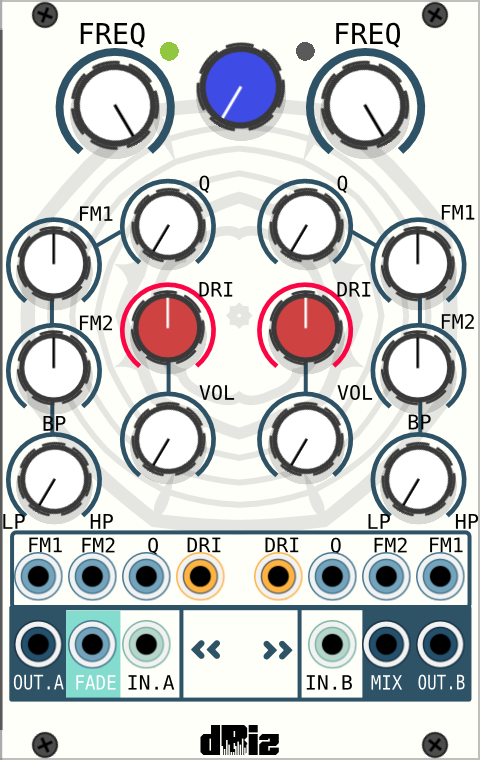 FREQ FREQ
Q Q
FM1 FM1
DRI DRI
FM2 FM2
VOL VOL
BP BP
LP HP LP HP
FM1 FM2 Q DRI DRI Q FM2 FM1
OUT.A FADE IN.A IN.B MIX OUT.B
dRiz